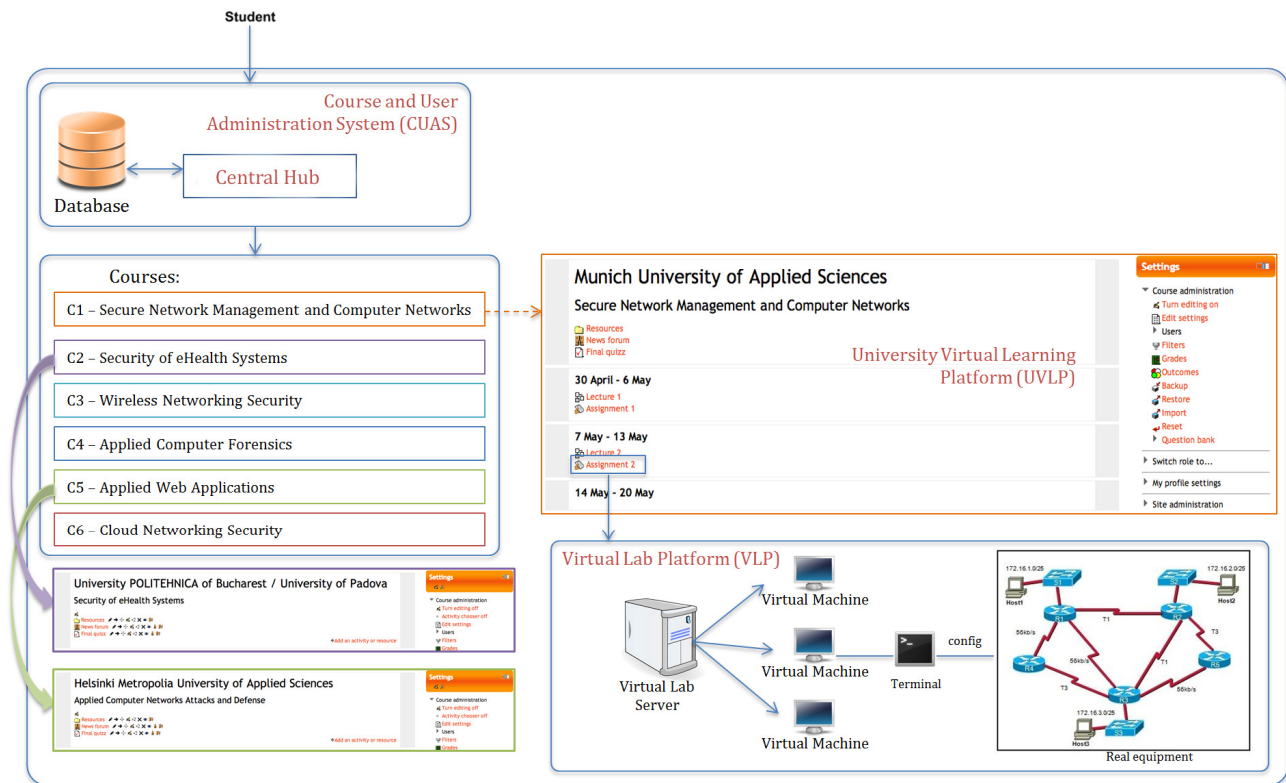 Student
Course and User
Administration System (CUAS)
Central Hub
Database
Courses:
C1 – Secure Network Management and Computer Networks
C2 – Security of eHealth Systems
C3 – Wireless Networking Security
C4 – Applied Computer Forensics
C5 – Applied Web Applications
C6 – Cloud Networking Security
Munich University of Applied Sciences
Secure Network Management and Computer Networks
Resources
News forum
Final quizz
University Virtual Learning
Platform (UVLP)
30 April - 6 May
Lecture 1
Assignment 1
7 May - 13 May
Lecture 2
Assignment 2
14 May - 20 May
Settings
Course administration
Turn editing on
Edit settings
Users
Filters
Grades
Outcomes
Backup
Restore
Import
Reset
Question bank
Switch role to...
My profile settings
Site administration
University POLITEHNICA of Bucharest / University of Padova
Security of eHealth Systems
Resources
News forum
Final quizz
Add an activity or resource
Settings
Course administration
Turn editing off
Activity chooser off
Edit settings
Users
Filters
Grades
Helsinki Metropolia University of Applied Sciences
Applied Computer Networks Attacks and Defense
Resources
News forum
Final quizz
Add an activity or resource
Settings
Course administration
Turn editing off
Activity chooser off
Edit settings
Users
Filters
Grades
Virtual Lab Platform (VLP)
Virtual Lab
Server
Virtual Machine
Virtual Machine
Virtual Machine
Terminal
config
172.16.1.0/25
S1
Host1
172.16.2.0/25
Host2
R1
T1
R2
56kb/s
56kb/s
T3
T1
R4
R5
T3
R3
56kb/s
172.16.3.0/25
Host3
Real equipment